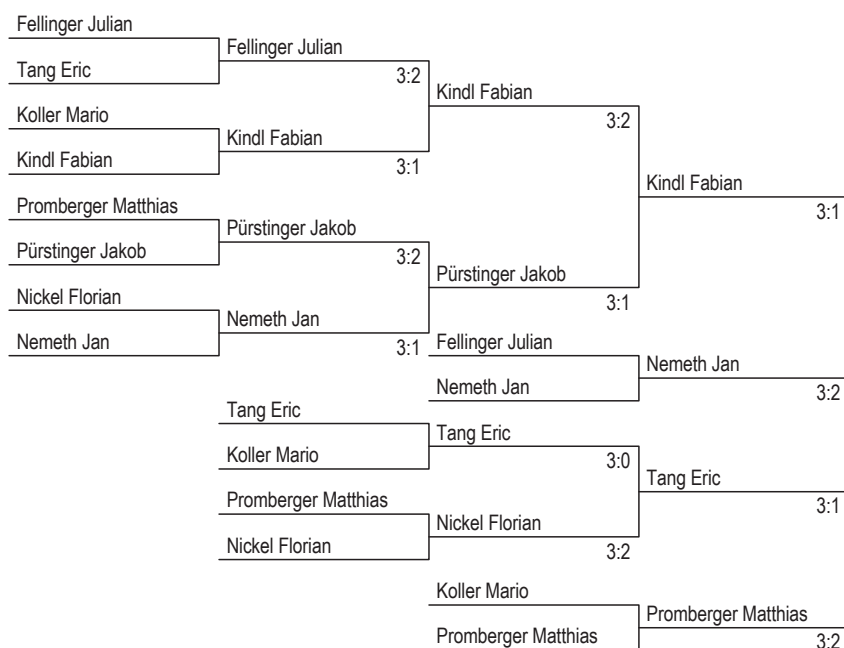 Fellinger Julian
Fellinger Julian
Tang Eric
3:2
Kindl Fabian
Koller Mario
3:2
Kindl Fabian
Kindl Fabian
3:1
Kindl Fabian
Promberger Matthias
3:1
Pürstinger Jakob
Pürstinger Jakob
3:2
Pürstinger Jakob
Nickel Florian
3:1
Nemeth Jan
Nemeth Jan
3:1
Fellinger Julian
Nemeth Jan
Nemeth Jan
3:2
Tang Eric
Tang Eric
Koller Mario
3:0
Tang Eric
Promberger Matthias
3:1
Nickel Florian
Nickel Florian
3:2
Koller Mario
Promberger Matthias
Promberger Matthias
3:2